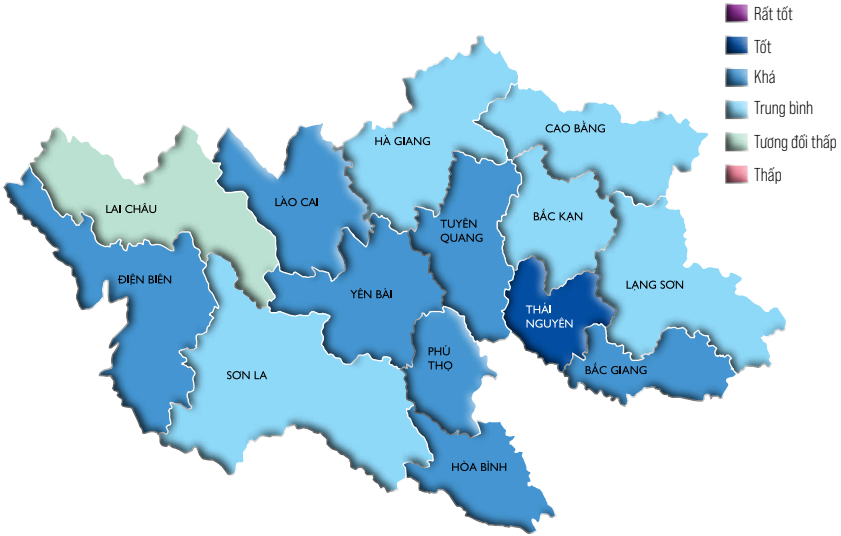 Rất tốt
Tốt
Khá
Trung bình
Tương đối thấp
Thấp
HÀ GIANG
CAO BẰNG
LAI CHÂU
LÀO CAI
TUYÊN
QUANG
BẮC KẠN
ĐIỆN BIÊN
YÊN BÁI
LẠNG SƠN
THÁI
NGUYÊN
PHÚ
THỌ
BẮC GIANG
SƠN LA
HÒA BÌNH